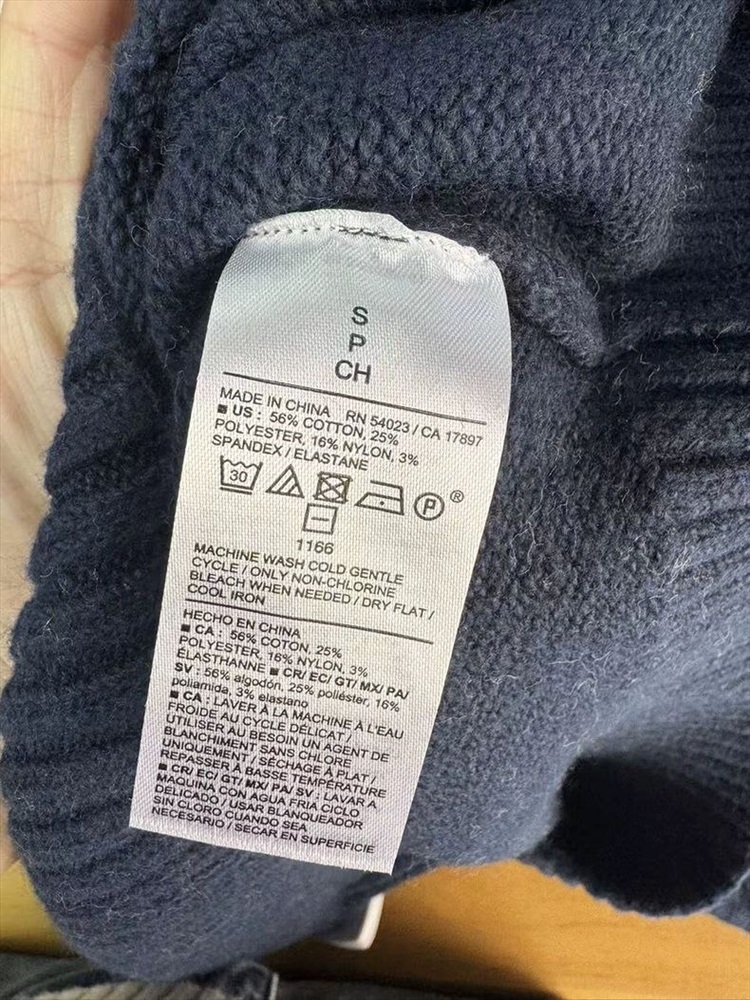 S
P
CH
MADE IN CHINA RN 54023 / CA 17897
■ US : 56% COTTON, 25%
POLYESTER, 16% NYLON, 3%
SPANDEX / ELASTANE
30 P ®
1166
MACHINE WASH COLD GENTLE
CYCLE / ONLY NON-CHLORINE
BLEACH WHEN NEEDED / DRY FLAT /
COOL IRON
HECHO EN CHINA
■ CA : 56% COTON, 25%
POLYESTER, 16% NYLON, 3%
ÉLASTHANNE ■ CR/ EC/ GT/ MX/ PA/
SV : 56% algodón, 25% poliéster, 16%
poliamida, 3% elastano
■ CA : LAVER À LA MACHINE À L'EAU
FROIDE AU CYCLE DÉLICAT /
UTILISER AU BESOIN UN AGENT DE
BLANCHIMENT SANS CHLORE
UNIQUEMENT / SÉCHAGE À PLAT /
REPASSER À BASSE TEMPÉRATURE
■ CR/ EC/ GT/ MX/ PA/ SV : LAVAR A
MAQUINA CON AGUA FRIA CICLO
DELICADO / USAR BLANQUEADOR
SIN CLORO CUANDO SEA
NECESARIO / SECAR EN SUPERFICIE